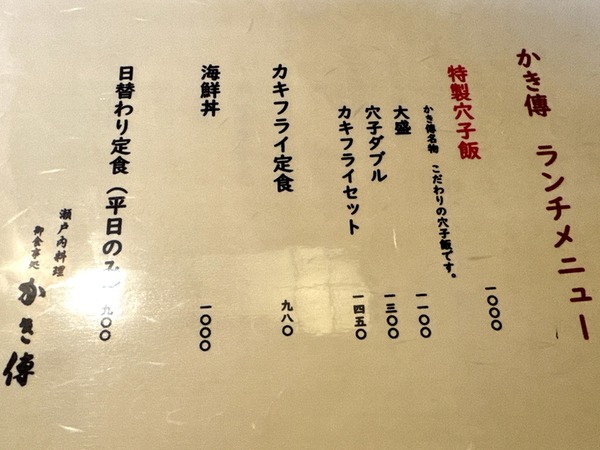 かき傳 ランチメニュー
特製穴子飯 一〇〇〇
かき傳名物 こだわりの穴子飯です。
大盛 一一〇〇
穴子ダブル 一三〇〇
カキフライセット 一四五〇
カキフライ定食 九八〇
海鮮丼 一〇〇〇
日替わり定食（平日のみ） 九〇〇
瀬戸内料理
御食事処
かき傳